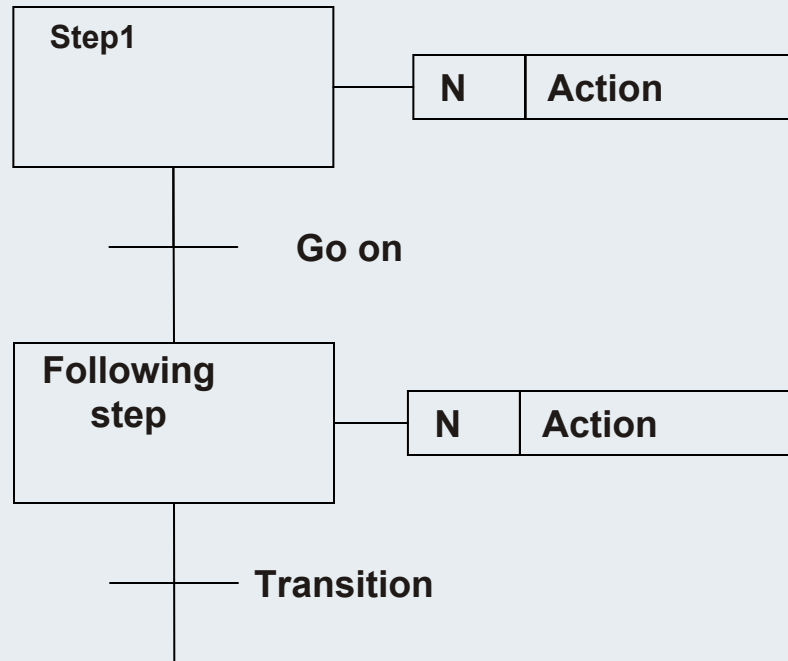 Step1
N Action
Go on
Following
step
N Action
Transition